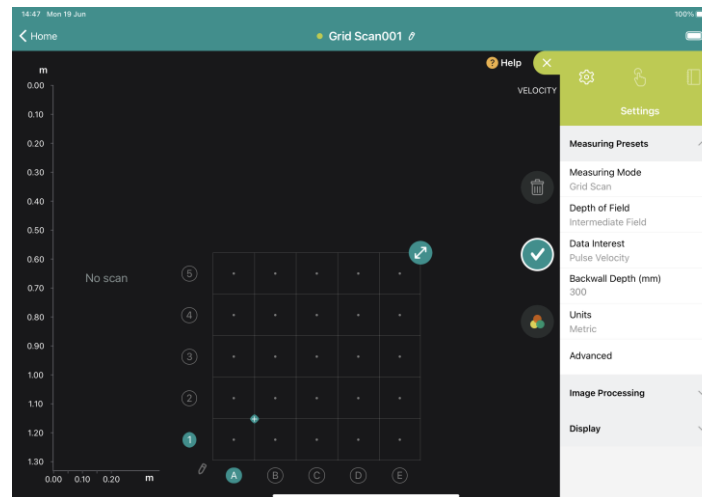 14:47 Mon 19 Jun
100%
Home
Grid Scan001
? Help
m
VELOCITY
0.00
0.10
0.20
0.30
0.40
0.50
0.60
0.70
0.80
0.90
1.00
1.10
1.20
1.30
0.00 0.10 0.20 m
No scan
5
4
3
2
1
A B C D E
Settings
Measuring Presets
Measuring Mode
Grid Scan
Depth of Field
Intermediate Field
Data Interest
Pulse Velocity
Backwall Depth (mm)
300
Units
Metric
Advanced
Image Processing
Display